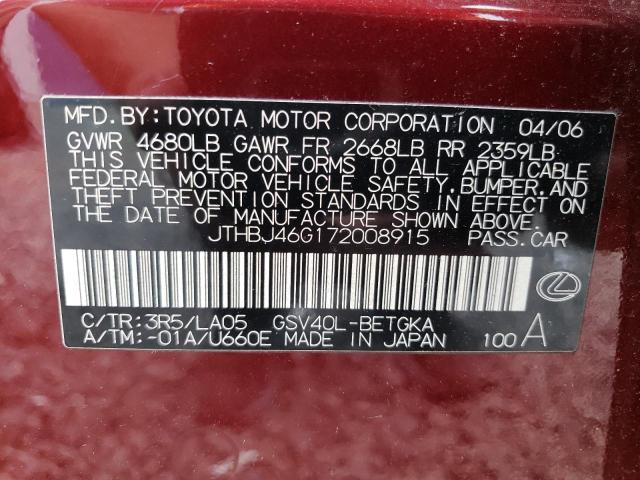 MFD.BY:TOYOTA MOTOR CORPORATION 04/06
GVWR 4680LB GAWR FR 2668LB RR 2359LB
THIS VEHICLE CONFORMS TO ALL APPLICABLE
FEDERAL MOTOR VEHICLE SAFETY.BUMPER.AND
THEFT PREVENTION STANDARDS IN EFFECT ON
THE DATE OF MANUFACTURE SHOWN ABOVE.
JTHBJ46G172008915 PASS.CAR
C/TR:3R5/LA05 GSV40L-BETGKA
A/TM:-01A/U660E MADE IN JAPAN 100 A